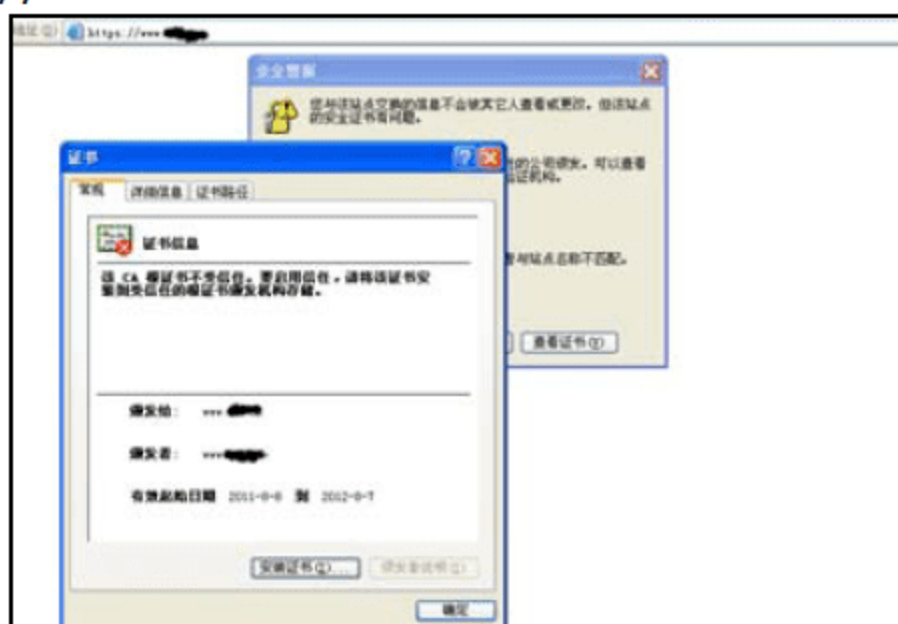 地址(D) https://www
安全警报
您与该站点交换的信息不会被其它人查看或更改。但该站点
的安全证书有问题。
的公司颁发。可以查看
验证机构。
与站点名称不匹配。
查看证书(V)
证书
常规 详细信息 证书路径
证书信息
该 CA 根证书不受信任。要启用信任，请将该证书安
装到受信任的根证书颁发机构存储。
颁发给: www
颁发者: www
有效起始日期 2011-8-8 到 2012-8-7
安装证书(I)... 颁发者说明(S)
确定